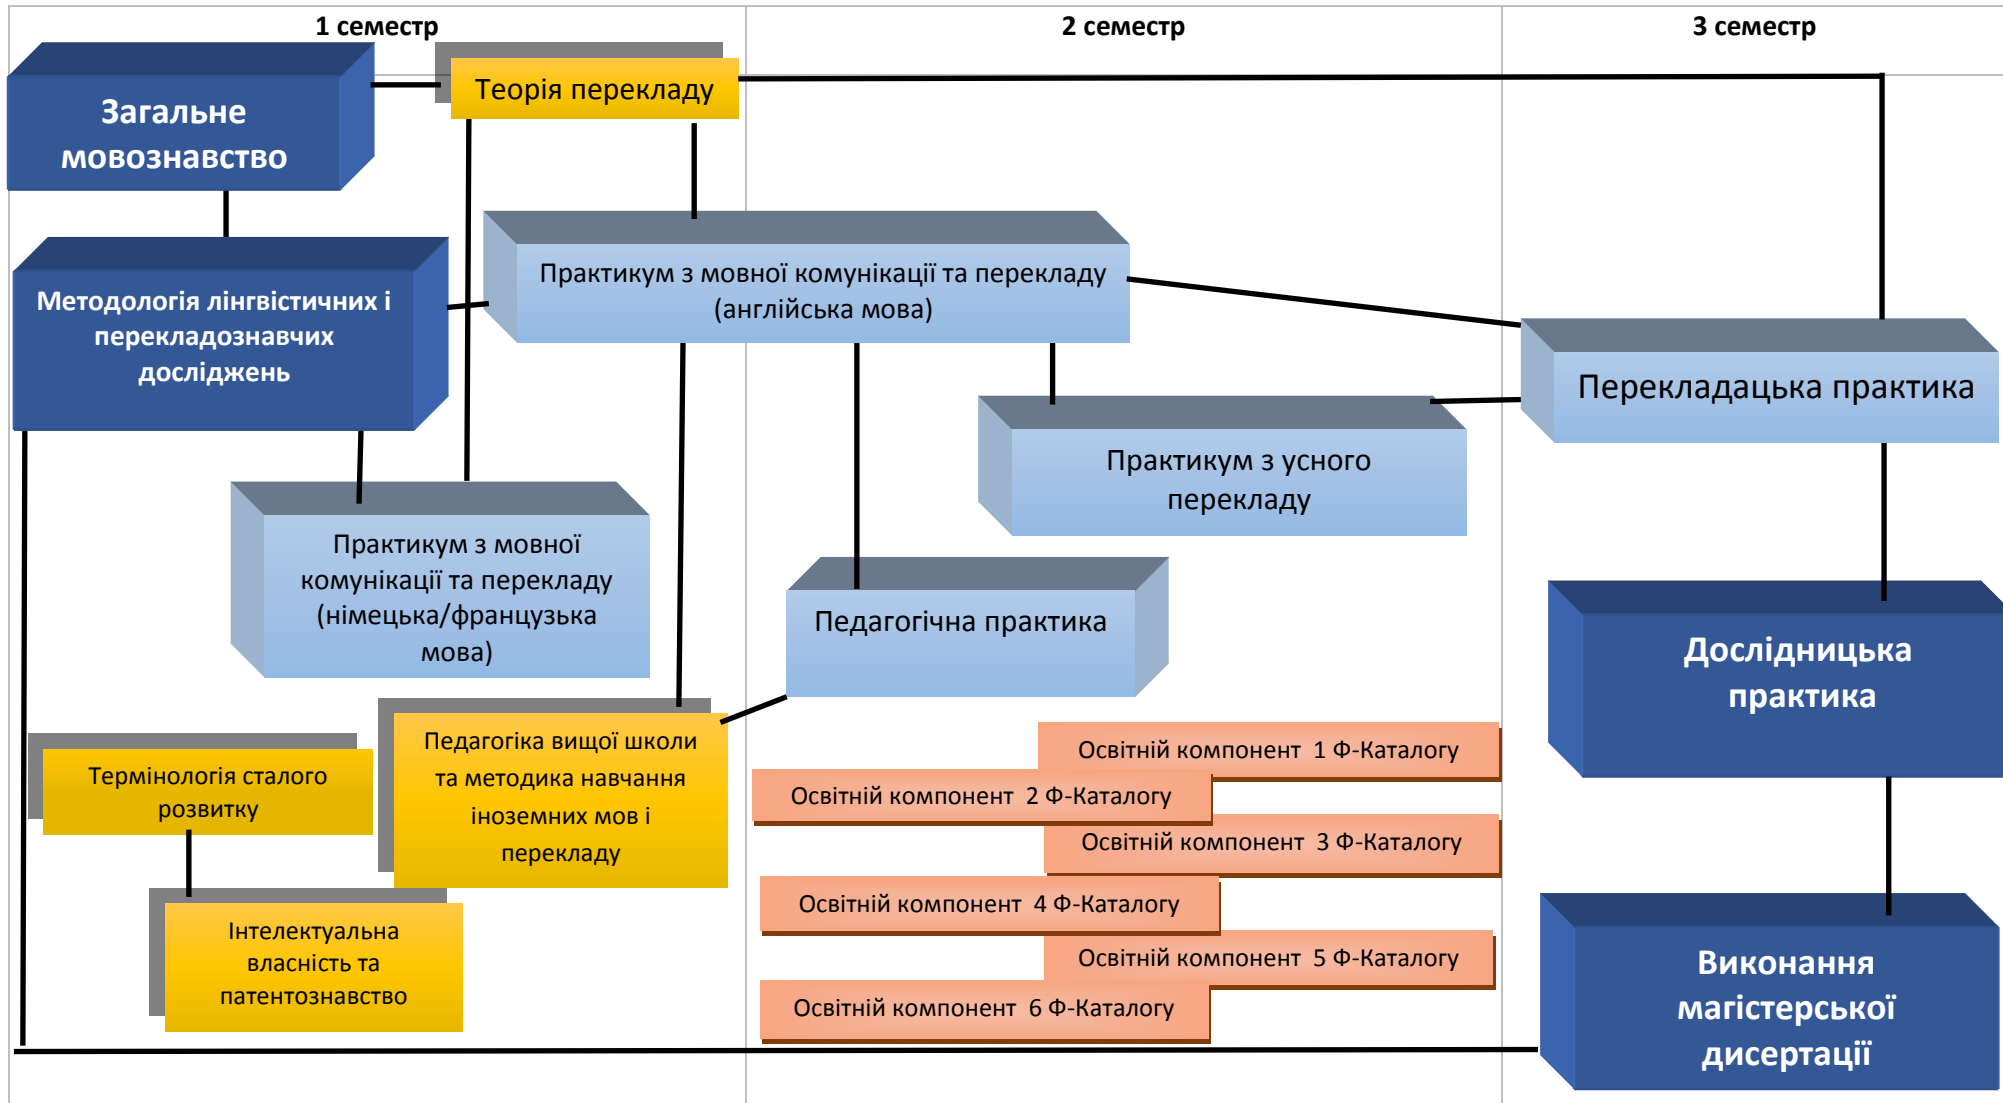 1 семестр
2 семестр
3 семестр
Загальне
мовознавство
Теорія перекладу
Методологія лінгвістичних і
перекладознавчих
досліджень
Практикум з мовної комунікації та перекладу
(англійська мова)
Перекладацька практика
Практикум з усного
перекладу
Практикум з мовної
комунікації та перекладу
(німецька/французька
мова)
Педагогічна практика
Дослідницька
практика
Педагогіка вищої школи
та методика навчання
іноземних мов і
перекладу
Термінологія сталого
розвитку
Інтелектуальна
власність та
патентознавство
Освітній компонент 1 Ф-Каталогу
Освітній компонент 2 Ф-Каталогу
Освітній компонент 3 Ф-Каталогу
Освітній компонент 4 Ф-Каталогу
Освітній компонент 5 Ф-Каталогу
Освітній компонент 6 Ф-Каталогу
Виконання
магістерської
дисертації